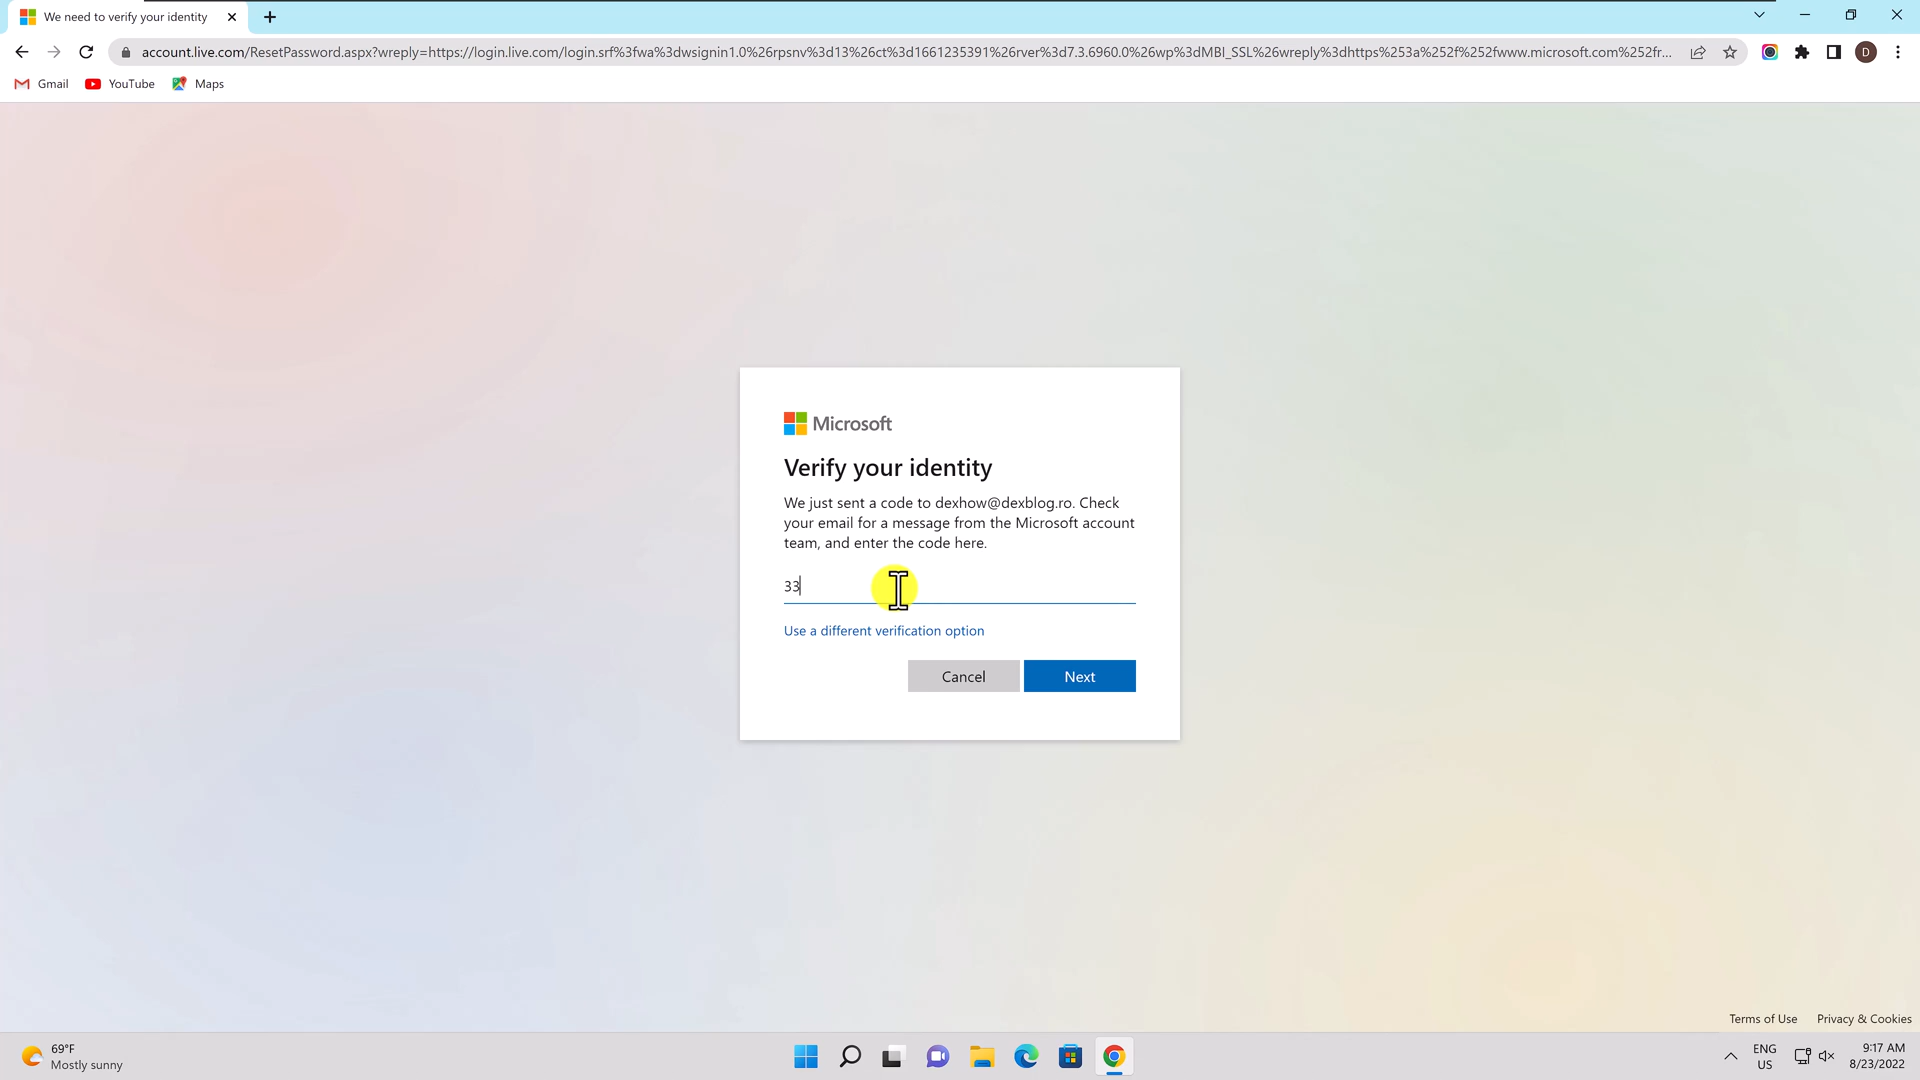 We need to verify your identity
account.live.com/ResetPassword.aspx?wreply=https://login.live.com/login.srf%3fwa%3dwsignin1.0%26rpsnv%3d13%26ct%3d1661235391%26rver%3d7.3.6960.0%26wp%3dMBI_SSL%26wreply%3dhttps%253a%252f%252fwww.microsoft.com%252fr...
D
Gmail
YouTube
Maps
Microsoft
Verify your identity
We just sent a code to dexhow@dexblog.ro. Check
your email for a message from the Microsoft account
team, and enter the code here.
33
Use a different verification option
Cancel
Next
Terms of Use
Privacy & Cookies
69°F
Mostly sunny
ENG
US
9:17 AM
8/23/2022